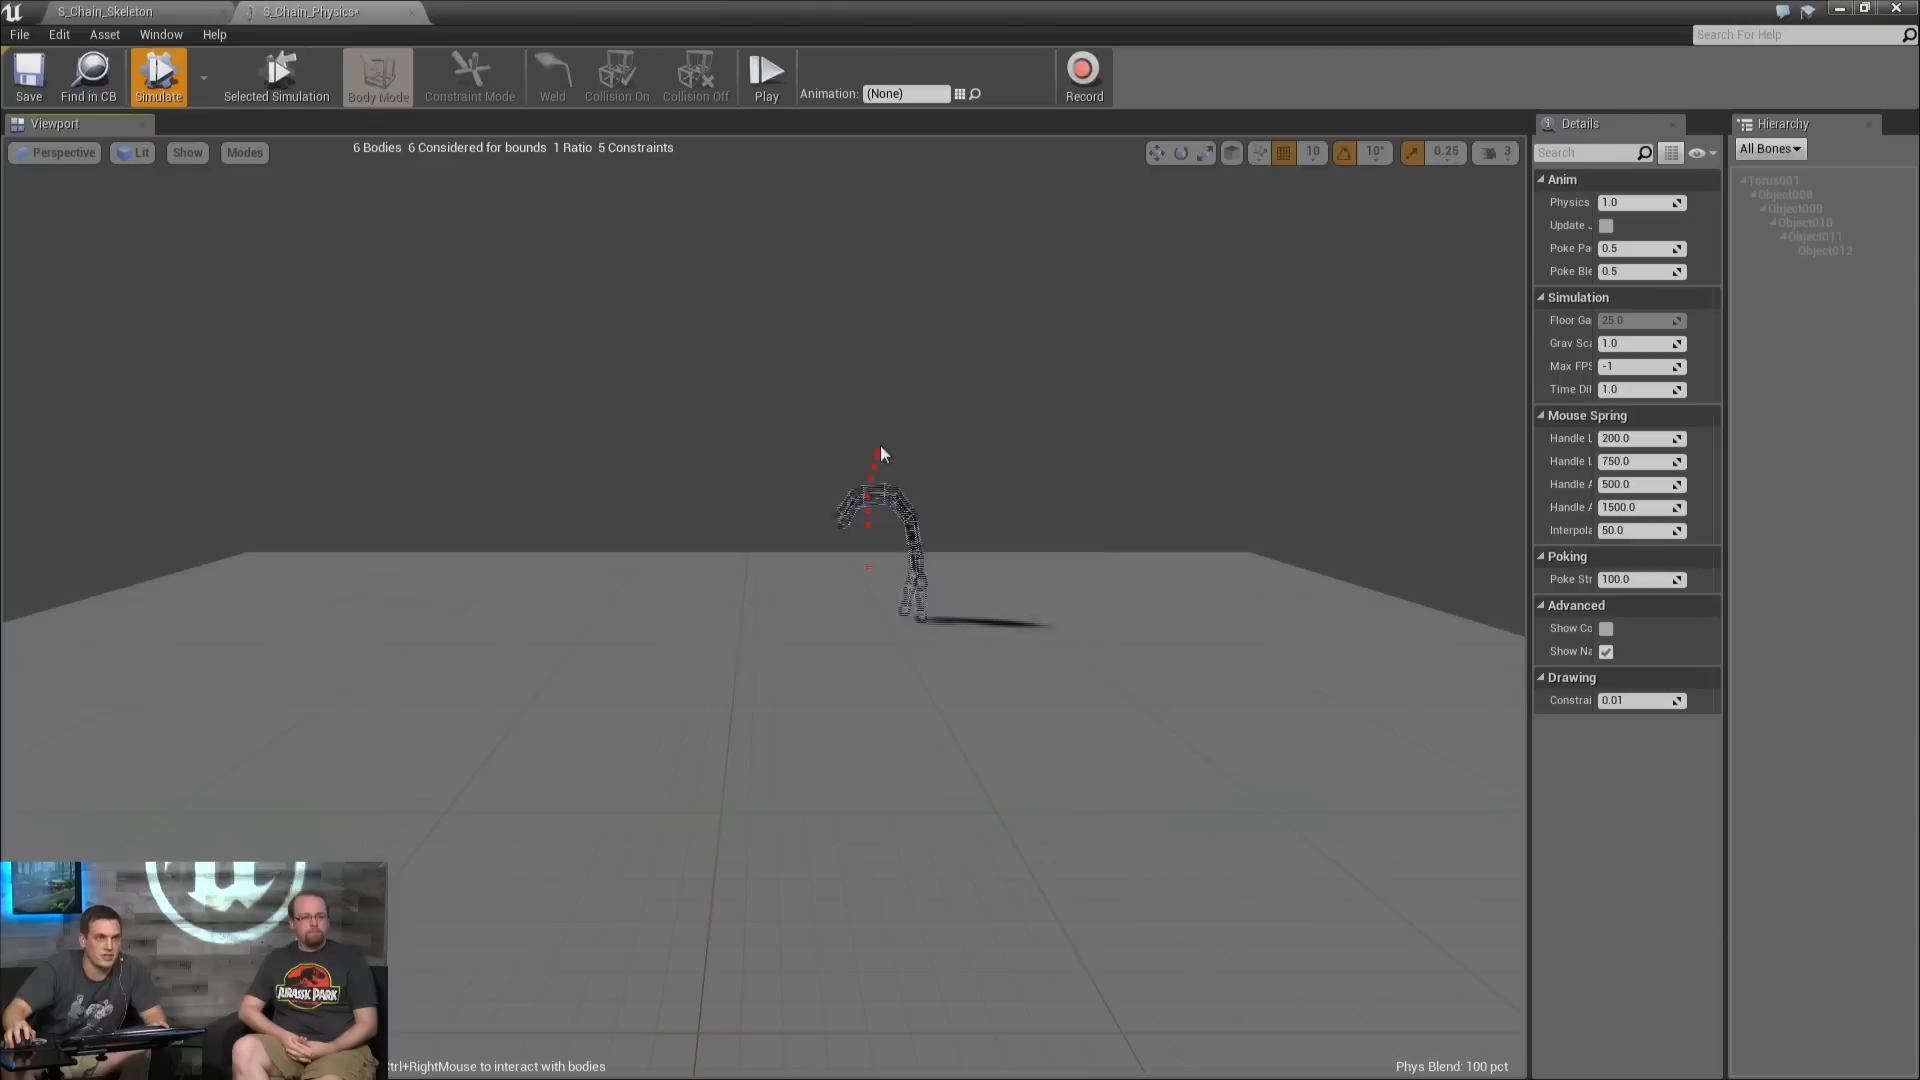 S_Chain_Skeleton
S_Chain_Physics*
File Edit Asset Window Help
Search For Help
Save
Find in CB
Simulate
Selected Simulation
Body Mode
Constraint Mode
Weld
Collision On
Collision Off
Play
Animation: (None)
Record
Viewport
Perspective
Lit
Show
Modes
6 Bodies 6 Considered for bounds 1 Ratio 5 Constraints
10
10°
0.25
3
Details
Search
Anim
Physics 1.0
Update
Poke Pa 0.5
Poke Ble 0.5
Simulation
Floor Ga 25.0
Grav Sca 1.0
Max FPS -1
Time Dil 1.0
Mouse Spring
Handle L 200.0
Handle L 750.0
Handle A 500.0
Handle A 1500.0
Interpola 50.0
Poking
Poke Str 100.0
Advanced
Show Co
Show Na
Drawing
Constrai 0.01
Hierarchy
All Bones
Torus001
Object008
Object009
Object010
Object011
Object012
JURASSIC PARK
trl+RightMouse to interact with bodies
Phys Blend: 100 pct